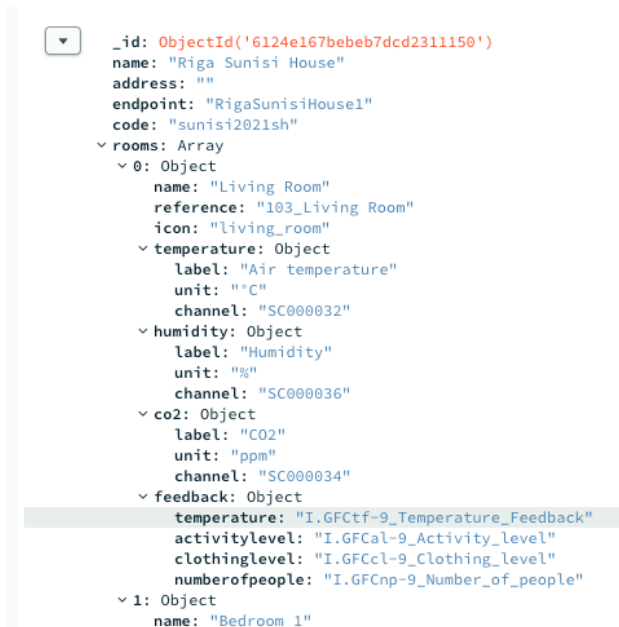 _id: ObjectId('6124e167bebeb7dcd2311150')
name: "Riga Sunisi House"
address: ""
endpoint: "RigaSunisiHouse1"
code: "sunisi2021sh"
rooms: Array
0: Object
name: "Living Room"
reference: "103_Living Room"
icon: "living_room"
temperature: Object
label: "Air temperature"
unit: "°C"
channel: "SC000032"
humidity: Object
label: "Humidity"
unit: "%"
channel: "SC000036"
co2: Object
label: "CO2"
unit: "ppm"
channel: "SC000034"
feedback: Object
temperature: "I.GFCtf-9_Temperature_Feedback"
activitylevel: "I.GFCal-9_Activity_level"
clothinglevel: "I.GFCcl-9_Clothing_level"
numberofpeople: "I.GFCnp-9_Number_of_people"
1: Object
name: "Bedroom 1"